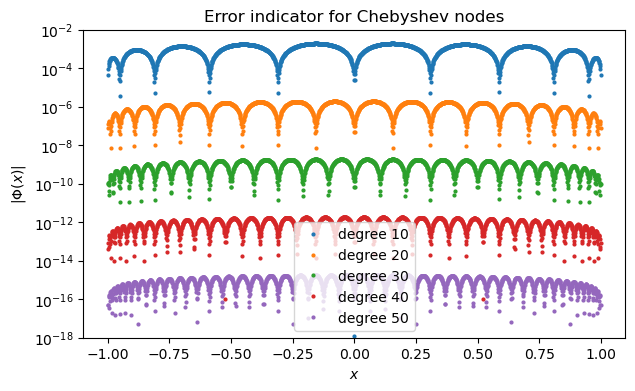 Error indicator for Chebyshev nodes
|Φ(x)|
10⁻²
10⁻⁴
10⁻⁶
10⁻⁸
10⁻¹⁰
10⁻¹²
10⁻¹⁴
10⁻¹⁶
10⁻¹⁸
degree 10
degree 20
degree 30
degree 40
degree 50
−1.00 −0.75 −0.50 −0.25 0.00 0.25 0.50 0.75 1.00
x